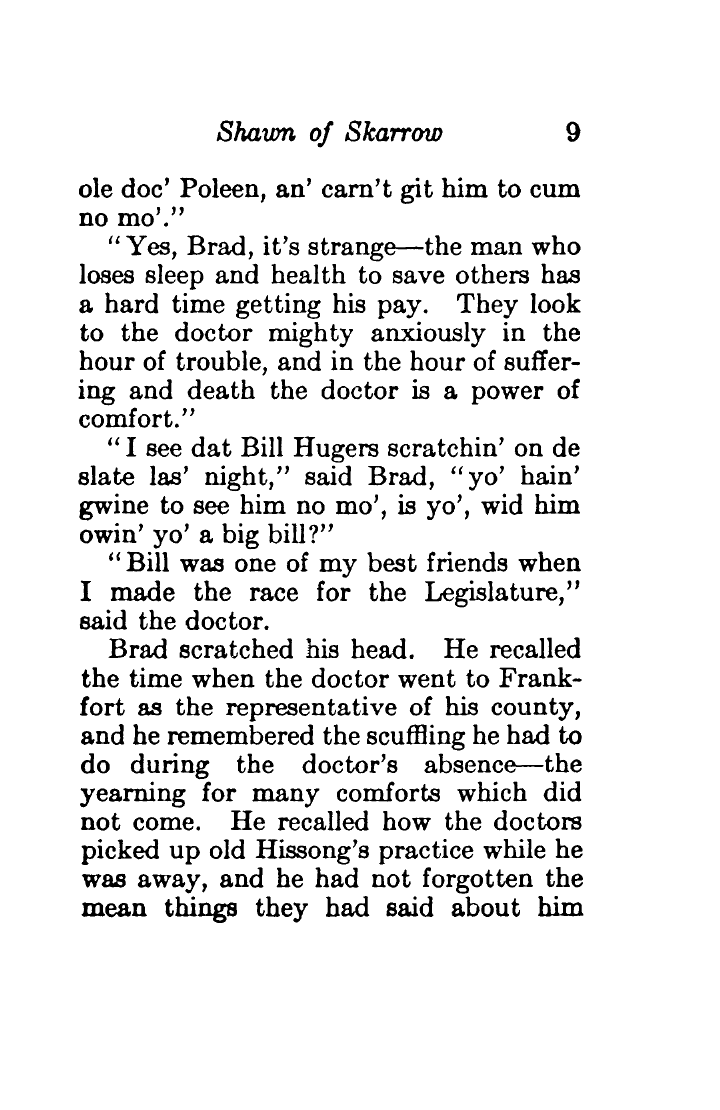 Shawn of Skarrow 9
ole doc' Poleen, an' carn't git him to cum
no mo'."
"Yes, Brad, it's strange—the man who
loses sleep and health to save others has
a hard time getting his pay. They look
to the doctor mighty anxiously in the
hour of trouble, and in the hour of suffer-
ing and death the doctor is a power of
comfort."
"I see dat Bill Hugers scratchin' on de
slate las' night," said Brad, "yo' hain'
gwine to see him no mo', is yo', wid him
owin' yo' a big bill?"
"Bill was one of my best friends when
I made the race for the Legislature,"
said the doctor.
Brad scratched his head. He recalled
the time when the doctor went to Frank-
fort as the representative of his county,
and he remembered the scuffling he had to
do during the doctor's absence—the
yearning for many comforts which did
not come. He recalled how the doctors
picked up old Hissong's practice while he
was away, and he had not forgotten the
mean things they had said about him